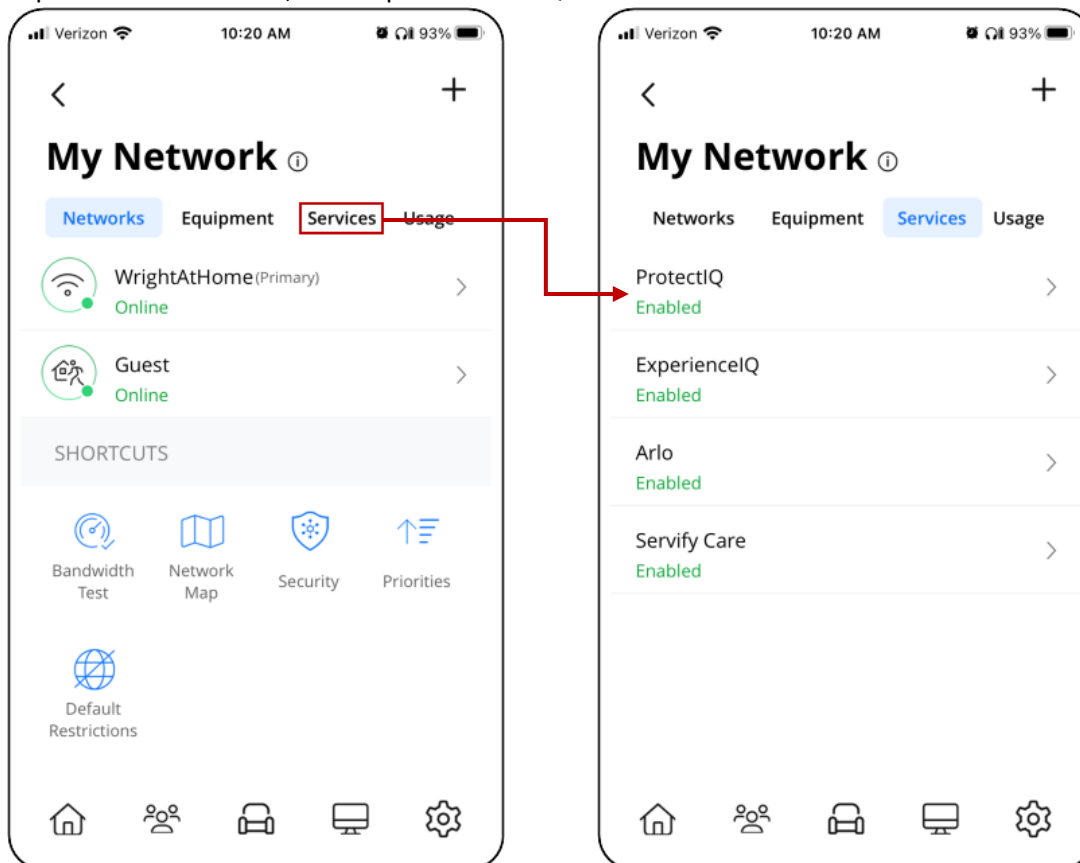 Verizon 10:20 AM 93%
My Network
Networks Equipment Services Usage
WrightAtHome (Primary)
Online
Guest
Online
SHORTCUTS
Bandwidth
Test
Network
Map
Security
Priorities
Default
Restrictions
Verizon 10:20 AM 93%
My Network
Networks Equipment Services Usage
ProtectIQ
Enabled
ExperienceIQ
Enabled
Arlo
Enabled
Servify Care
Enabled